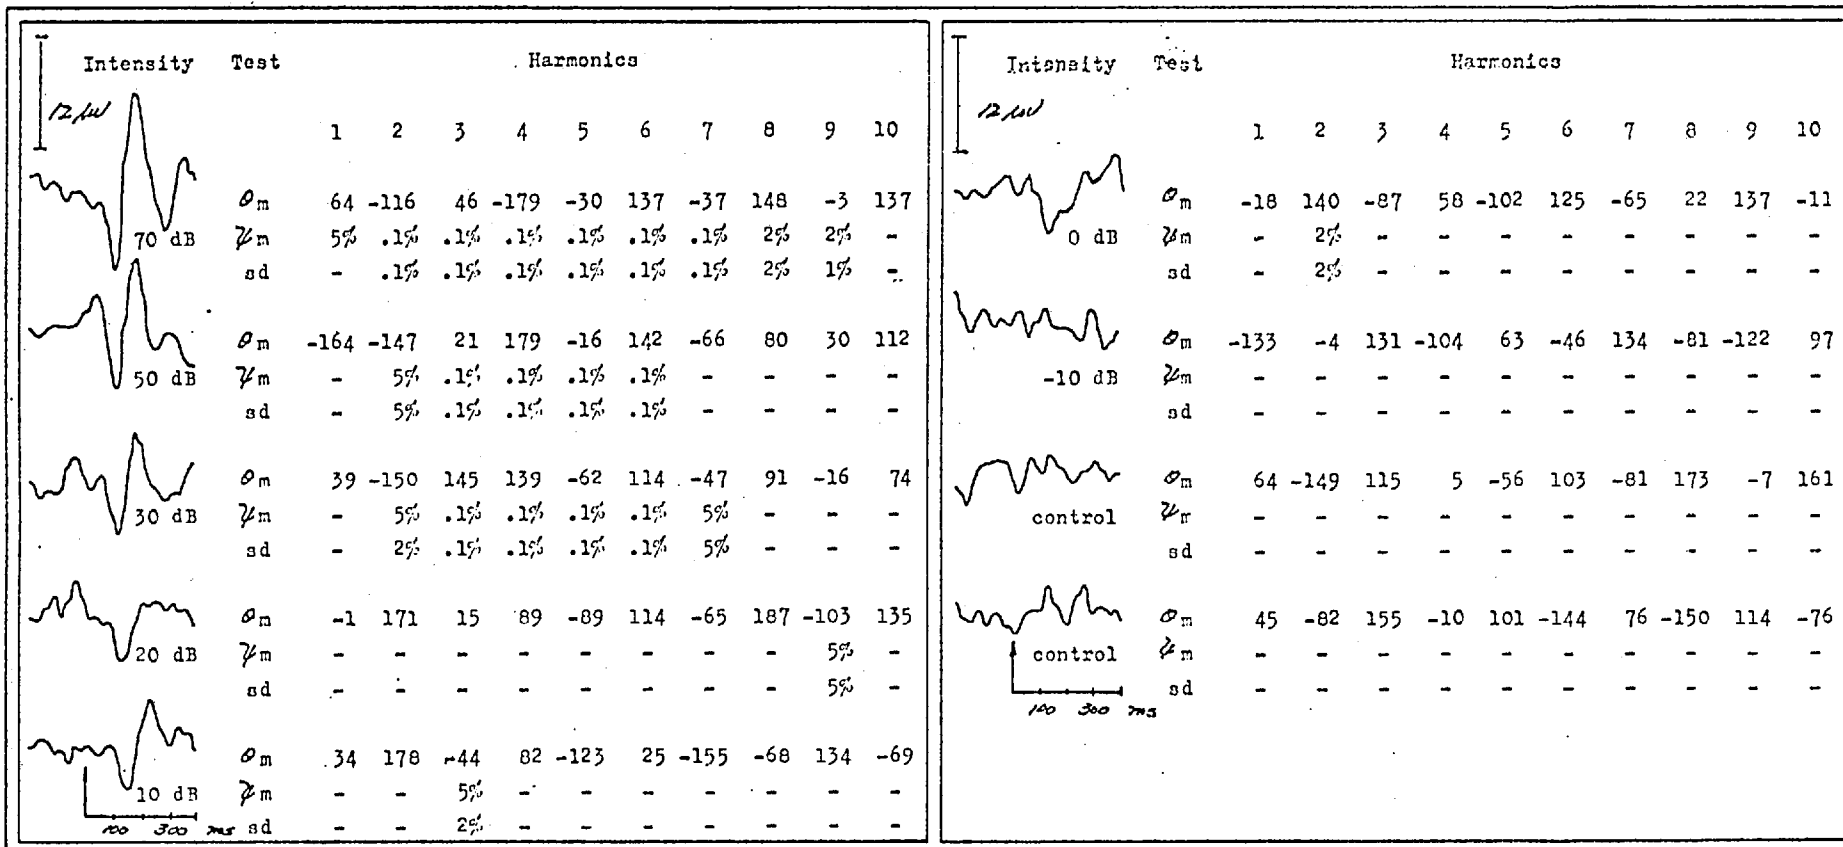 Intensity Test Harmonics
12 μv
1 2 3 4 5 6 7 8 9 10
θm 64 -116 46 -179 -30 137 -37 148 -3 137
70 dB ψm 5% .1% .1% .1% .1% .1% .1% 2% 2% -
sd - .1% .1% .1% .1% .1% .1% 2% 1% -
θm -164 -147 21 179 -16 142 -66 80 30 112
50 dB ψm - 5% .1% .1% .1% .1% - - - -
sd - 5% .1% .1% .1% .1% - - - -
θm 39 -150 145 139 -62 114 -47 91 -16 74
30 dB ψm - 5% .1% .1% .1% .1% 5% - - -
sd - 2% .1% .1% .1% .1% 5% - - -
θm -1 171 15 89 -89 114 -65 187 -103 135
20 dB ψm - - - - - - - - 5% -
sd - - - - - - - - 5% -
θm 34 178 -44 82 -123 25 -155 -68 134 -69
10 dB ψm - - 5% - - - - - - -
100 300 ms sd - - 2% - - - - - - -
Intensity Test Harmonics
12 μv
1 2 3 4 5 6 7 8 9 10
θm -18 140 -87 58 -102 125 -65 22 137 -11
0 dB ψm - 2% - - - - - - - -
sd - 2% - - - - - - - -
θm -133 -4 131 -104 63 -46 134 -81 -122 97
-10 dB ψm - - - - - - - - - -
sd - - - - - - - - - -
θm 64 -149 115 5 -56 103 -81 173 -7 161
control ψm - - - - - - - - - -
sd - - - - - - - - - -
θm 45 -82 155 -10 101 -144 76 -150 114 -76
control ψm - - - - - - - - - -
sd - - - - - - - - - -
100 300 ms